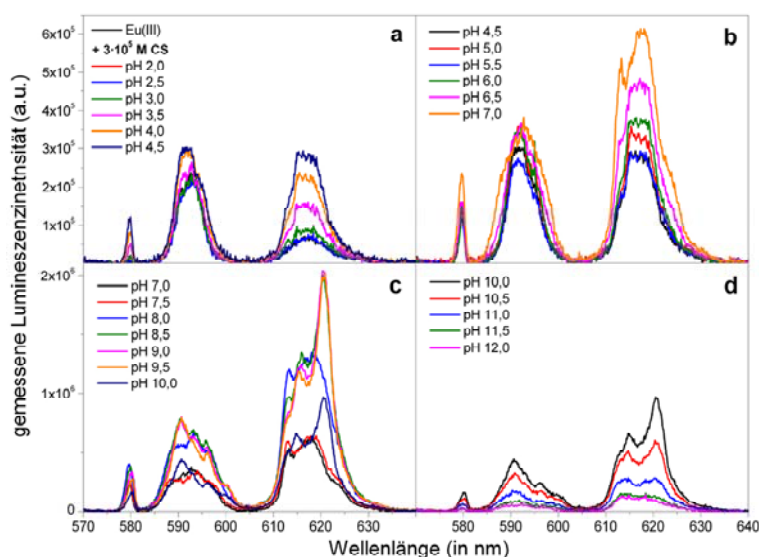 gemessene Lumineszenzinetnsität (a.u.)
6x10⁵
5x10⁵
4x10⁵
3x10⁵
2x10⁵
1x10⁵
Eu(III)
+ 3·10⁵ M CS
pH 2,0
pH 2,5
pH 3,0
pH 3,5
pH 4,0
pH 4,5
a
pH 4,5
pH 5,0
pH 5.5
pH 6,0
pH 6,5
pH 7,0
b
2x10⁶
1x10⁶
0
pH 7,0
pH 7,5
pH 8,0
pH 8,5
pH 9,0
pH 9,5
pH 10,0
c
pH 10,0
pH 10,5
pH 11,0
pH 11,5
pH 12,0
d
570 580 590 600 610 620 630 580 590 600 610 620 630 640
Wellenlänge (in nm)